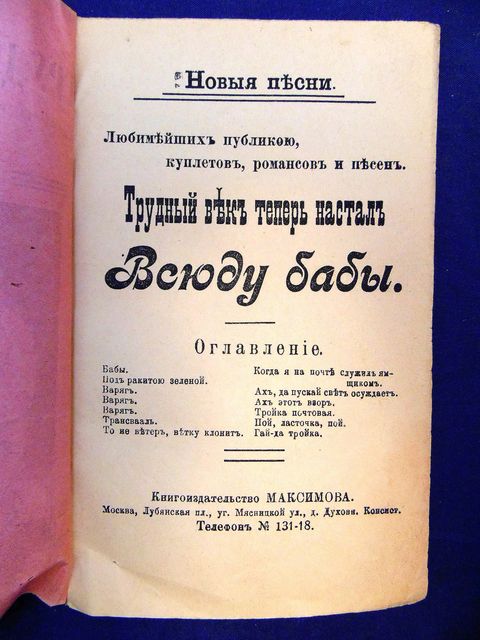 Новыя пѣсни.
Любимѣйшихъ публикою,
куплетовъ, романсовъ и пѣсенъ.
Трудный вѣкъ теперь насталъ
Всюду бабы.
Оглавленіе.
Бабы.
Подъ ракитою зеленой.
Варягъ.
Варягъ.
Варягъ.
Трансвааль.
То не вѣтеръ, вѣтку клонитъ.
Когда я на почтѣ служилъ ям-
щикомъ.
Ахъ, да пускай свѣтъ осуждаетъ.
Ахъ этотъ взоръ.
Тройка почтовая.
Пой, ласточка, пой.
Гай-да тройка.
Книгоиздательство МАКСИМОВА.
Москва, Лубянская пл., уг. Мясницкой ул., д. Духовн. Консист.
Телефонъ № 131-18.